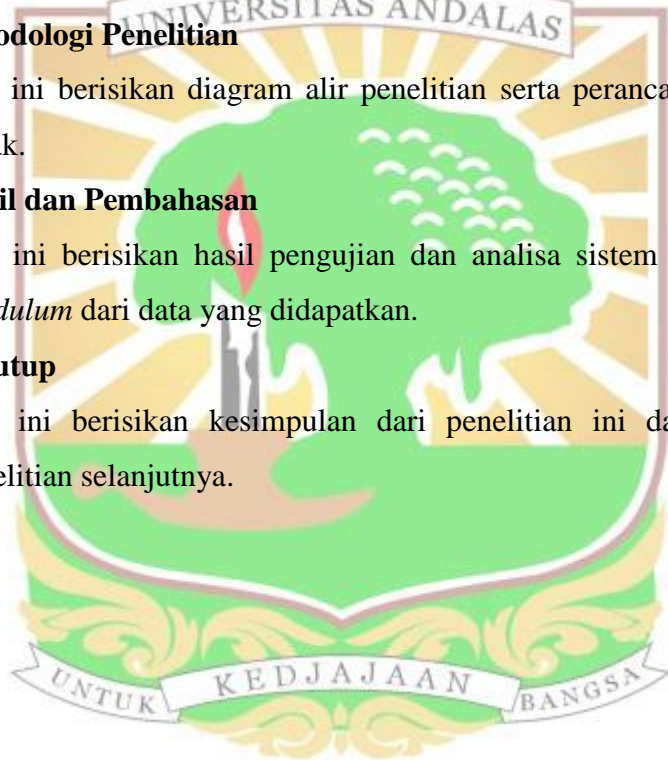 UNIVERSITAS ANDALAS
odologi Penelitian
ini berisikan diagram alir penelitian serta peranca
ak.
il dan Pembahasan
ini berisikan hasil pengujian dan analisa sistem
dulum dari data yang didapatkan.
utup
ini berisikan kesimpulan dari penelitian ini da
elitian selanjutnya.
UNTUK KEDJAJAAN BANGSA